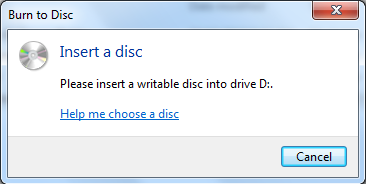 Burn to Disc
Insert a disc
Please insert a writable disc into drive D:.
Help me choose a disc
Cancel